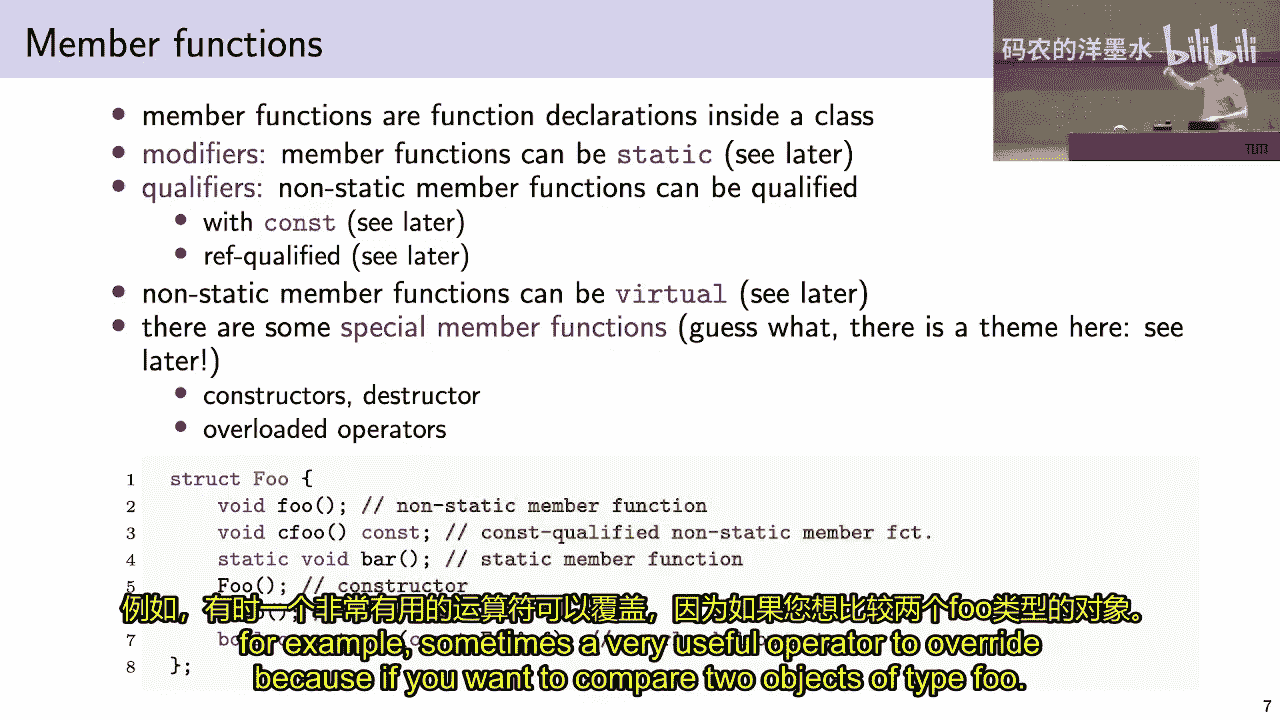 Member functions
码农的洋墨水 bilibili
TUM
• member functions are function declarations inside a class
• modifiers: member functions can be static (see later)
• qualifiers: non-static member functions can be qualified
• with const (see later)
• ref-qualified (see later)
• non-static member functions can be virtual (see later)
• there are some special member functions (guess what, there is a theme here: see
later!)
• constructors, destructor
• overloaded operators
1 struct Foo {
2 void foo(); // non-static member function
3 void cfoo() const; // const-qualified non-static member fct.
4 static void bar(); // static member function
5 Foo(); // constructor
7
8 };
例如，有时一个非常有用的运算符可以覆盖，因为如果您想比较两个foo类型的对象。
for example, sometimes a very useful operator to override
because if you want to compare two objects of type foo.
7